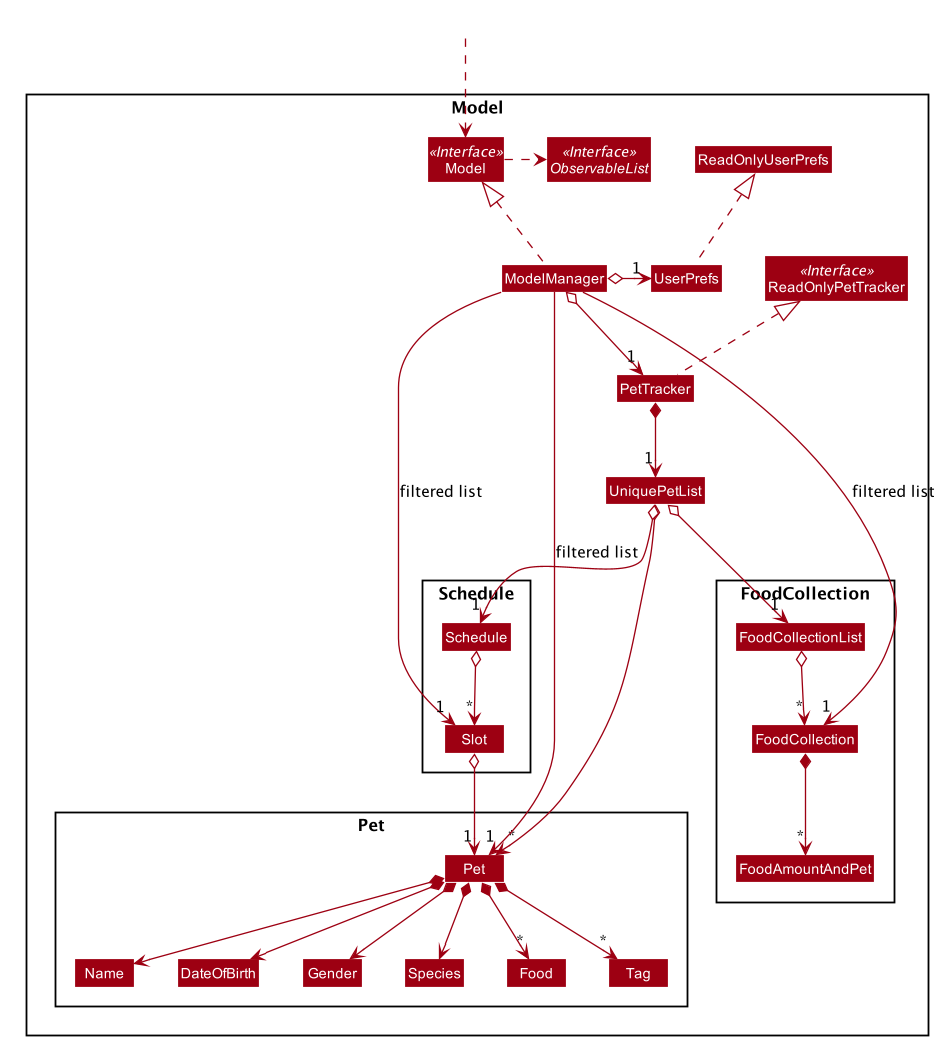 Model
«Interface»
Model
«Interface»
ObservableList
ReadOnlyUserPrefs
ModelManager
1
UserPrefs
«Interface»
ReadOnlyPetTracker
1
PetTracker
1
filtered list
UniquePetList
filtered list
filtered list
Schedule
1
Schedule
FoodCollection
1
FoodCollectionList
1
*
Slot
*
1
FoodCollection
Pet
1
1
*
Pet
*
FoodAmountAndPet
*
*
Name
DateOfBirth
Gender
Species
Food
Tag